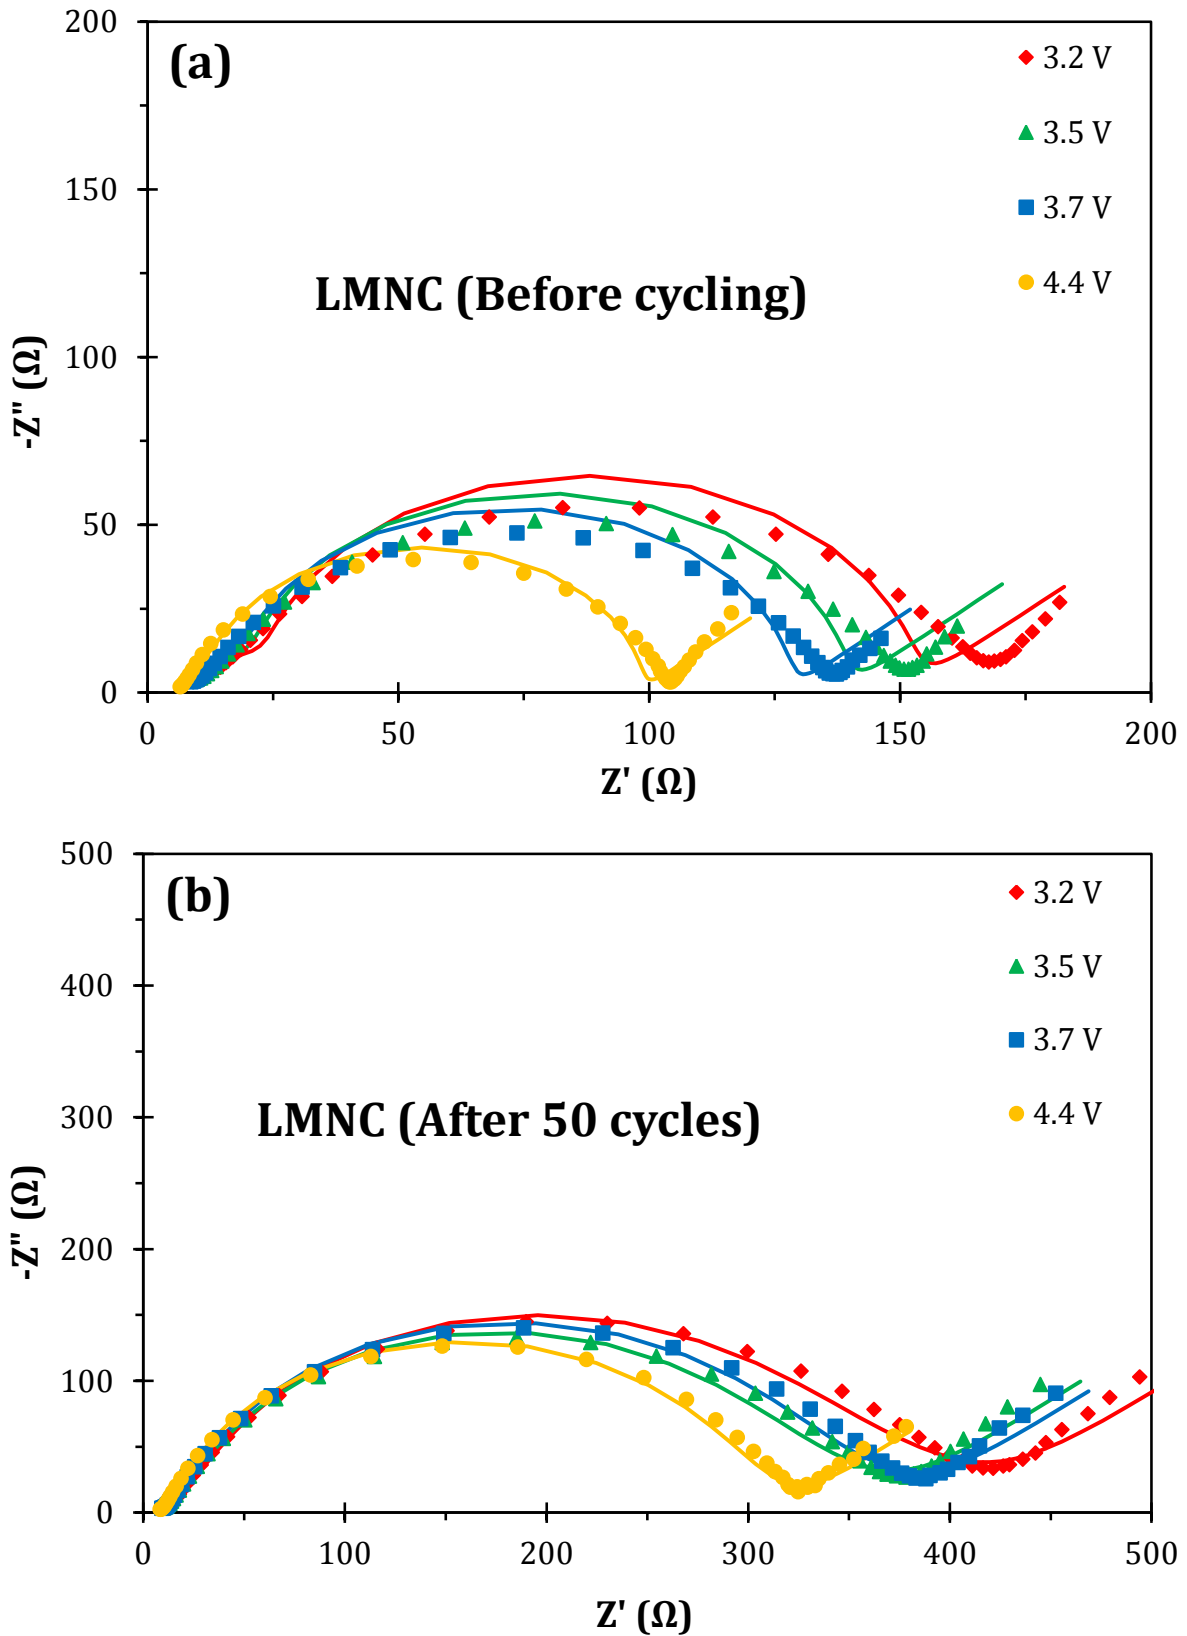 (a)
3.2 V
3.5 V
3.7 V
4.4 V
LMNC (Before cycling)
-Z" (Ω)
200
150
100
50
0
0 50 100 150 200
Z' (Ω)
(b)
3.2 V
3.5 V
3.7 V
4.4 V
LMNC (After 50 cycles)
-Z" (Ω)
500
400
300
200
100
0
0 100 200 300 400 500
Z' (Ω)